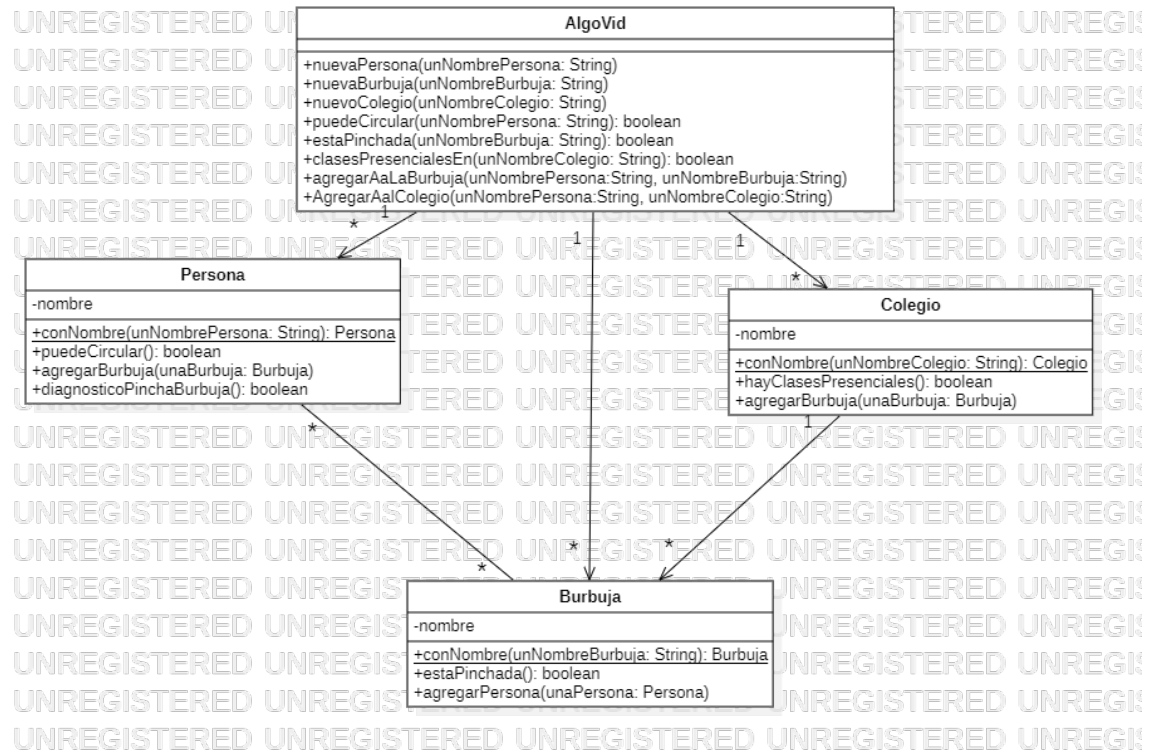 AlgoVid
+nuevaPersona(unNombrePersona: String)
+nuevaBurbuja(unNombreBurbuja: String)
+nuevoColegio(unNombreColegio: String)
+puedeCircular(unNombrePersona: String): boolean
+estaPinchada(unNombreBurbuja: String): boolean
+clasesPresencialesEn(unNombreColegio: String): boolean
+agregarAaLaBurbuja(unNombrePersona:String, unNombreBurbuja:String)
+AgregarAalColegio(unNombrePersona:String, unNombreColegio:String)
1
*
1
1
*
Persona
-nombre
+conNombre(unNombrePersona: String): Persona
+puedeCircular(): boolean
+agregarBurbuja(unaBurbuja: Burbuja)
+diagnosticoPinchaBurbuja(): boolean
Colegio
-nombre
+conNombre(unNombreColegio: String): Colegio
+hayClasesPresenciales(): boolean
+agregarBurbuja(unaBurbuja: Burbuja)
*
1
*
*
*
Burbuja
-nombre
+conNombre(unNombreBurbuja: String): Burbuja
+estaPinchada(): boolean
+agregarPersona(unaPersona: Persona)
UNREGISTERED UNREGISTERED UNREGISTERED